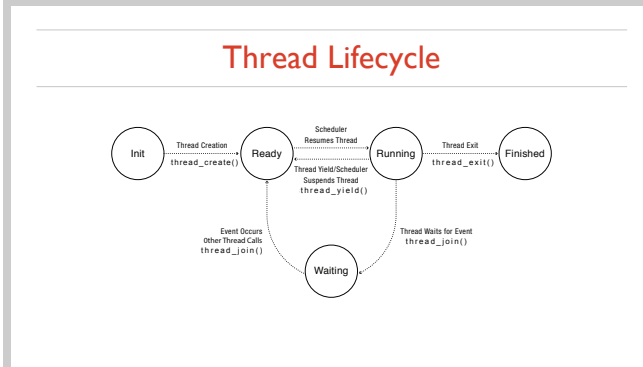 Thread Lifecycle
Init
Thread Creation
thread_create()
Ready
Scheduler
Resumes Thread
Thread Yield/Scheduler
Suspends Thread
thread_yield()
Running
Thread Exit
thread_exit()
Finished
Event Occurs
Other Thread Calls
thread_join()
Waiting
Thread Waits for Event
thread_join()